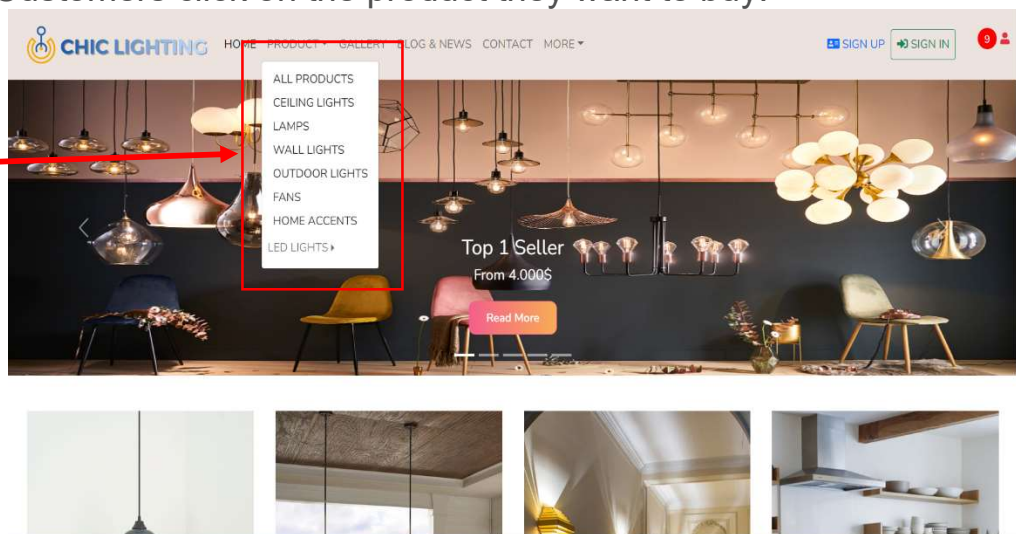 Customers click on the product they want to buy.
CHIC LIGHTING HOME PRODUCT GALLERY BLOG & NEWS CONTACT MORE SIGN UP SIGN IN 9
ALL PRODUCTS
CEILING LIGHTS
LAMPS
WALL LIGHTS
OUTDOOR LIGHTS
FANS
HOME ACCENTS
LED LIGHTS
Top 1 Seller
From 4.000$
Read More